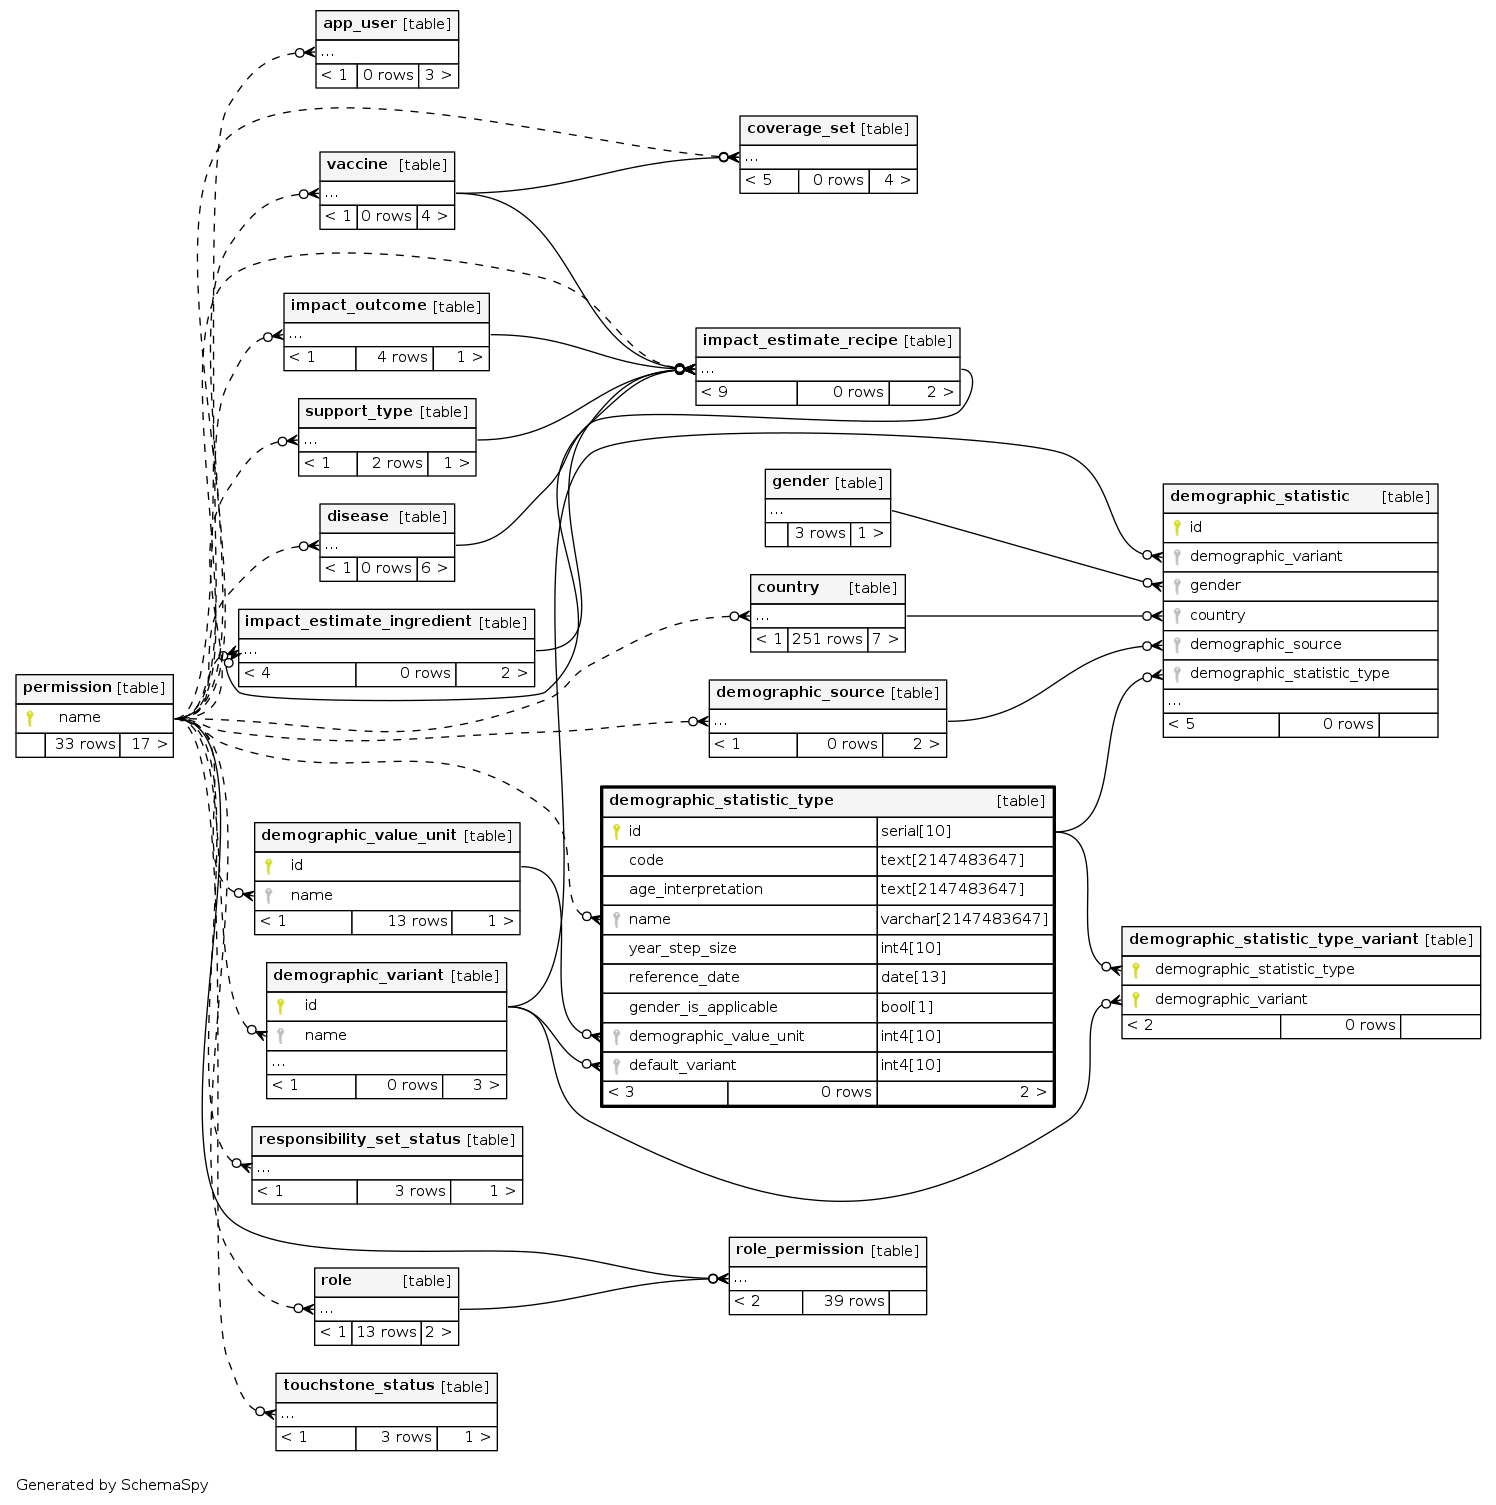 app_user [table]
...
< 1 0 rows 3 >
coverage_set [table]
...
< 5 0 rows 4 >
vaccine [table]
...
< 1 0 rows 4 >
impact_outcome [table]
...
< 1 4 rows 1 >
impact_estimate_recipe [table]
...
< 9 0 rows 2 >
support_type [table]
...
< 1 2 rows 1 >
gender [table]
...
3 rows 1 >
demographic_statistic [table]
id
demographic_variant
gender
country
demographic_source
demographic_statistic_type
...
< 5 0 rows
disease [table]
...
< 1 0 rows 6 >
country [table]
...
< 1 251 rows 7 >
impact_estimate_ingredient [table]
...
< 4 0 rows 2 >
permission [table]
name
33 rows 17 >
demographic_source [table]
...
< 1 0 rows 2 >
demographic_statistic_type [table]
id serial[10]
code text[2147483647]
age_interpretation text[2147483647]
name varchar[2147483647]
year_step_size int4[10]
reference_date date[13]
gender_is_applicable bool[1]
demographic_value_unit int4[10]
default_variant int4[10]
< 3 0 rows 2 >
demographic_value_unit [table]
id
name
< 1 13 rows 1 >
demographic_statistic_type_variant [table]
demographic_statistic_type
demographic_variant
< 2 0 rows
demographic_variant [table]
id
name
...
< 1 0 rows 3 >
responsibility_set_status [table]
...
< 1 3 rows 1 >
role_permission [table]
...
< 2 39 rows
role [table]
...
< 1 13 rows 2 >
touchstone_status [table]
...
< 1 3 rows 1 >
Generated by SchemaSpy